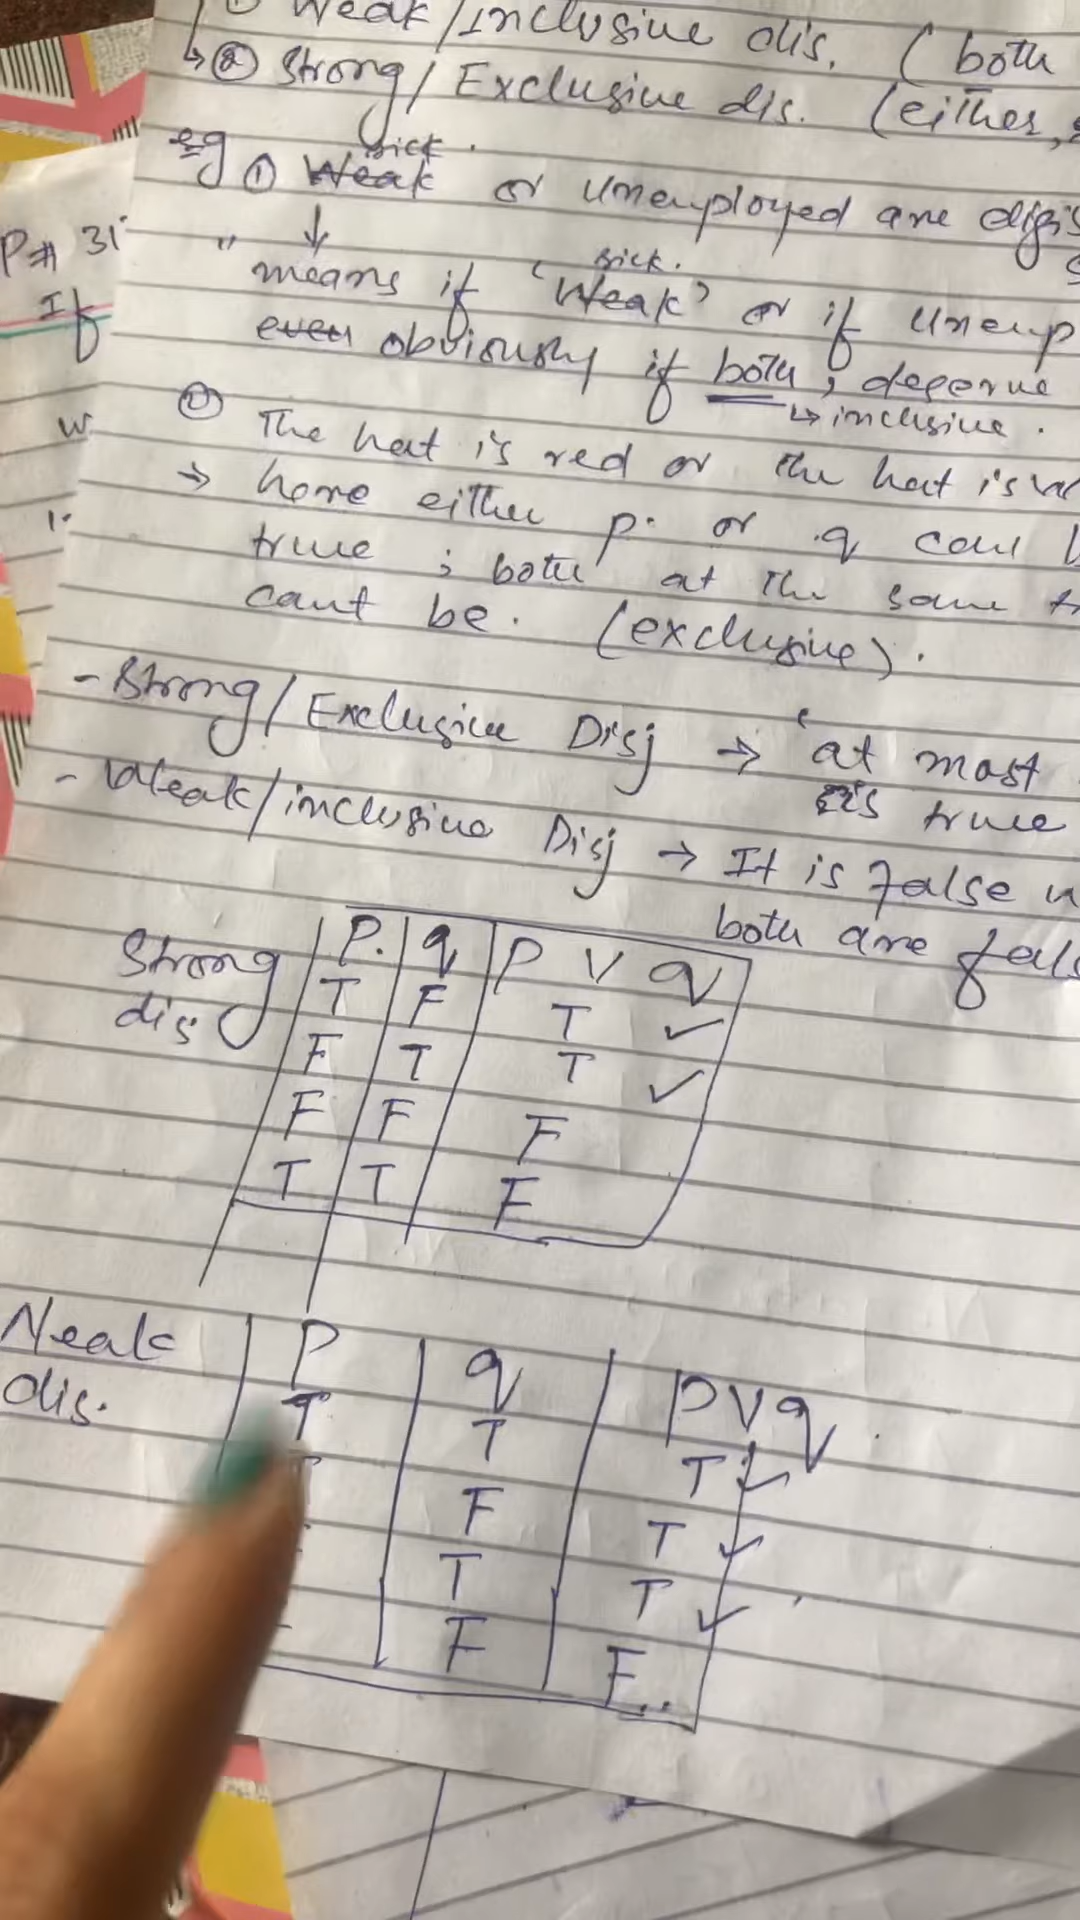 ① Weak/Inclusive dis. (both
↳ ② Strong/Exclusive dis. (either,
eg ① Weak sick. or Unemployed are
P# 31
" means if 'Weak' sick. or if Unemp
If
even obviously if both, deserve
↳ inclusive.
② The hat is red or the hat is
w
→ here either p. or q can
true ; both at the same
cant be. (exclusive).
- Strong/Exclusive Disj → 'at most
is true
- Weak/inclusive Disj → It is false
both are
Strong dis. P. q P V q
T F T ✓
F T T ✓
F F F
T T F
Weak dis. P q P V q
T T T ✓
F T ✓
T T ✓
F F..